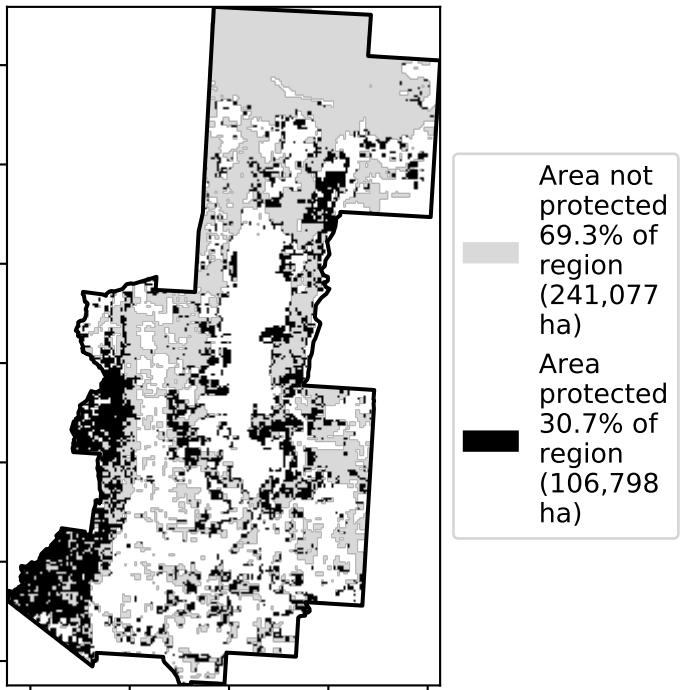 Area not
protected
69.3% of
region
(241,077
ha)
Area
protected
30.7% of
region
(106,798
ha)